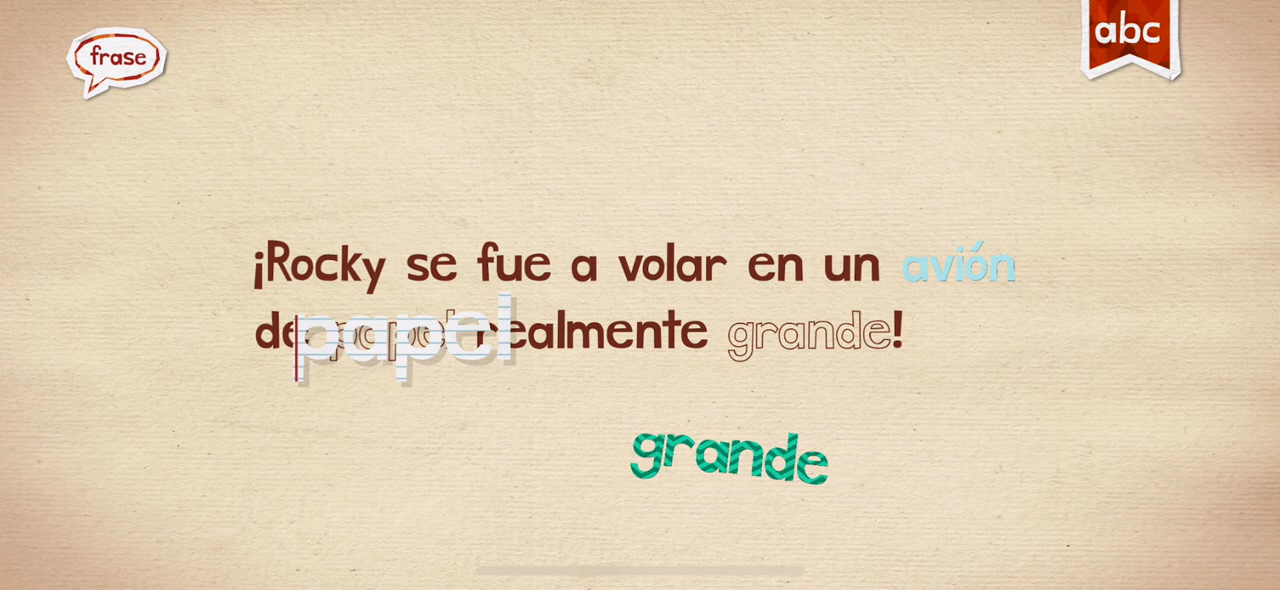 frase
abc
¡Rocky se fue a volar en un avión
de papel realmente grande!
papel
grande